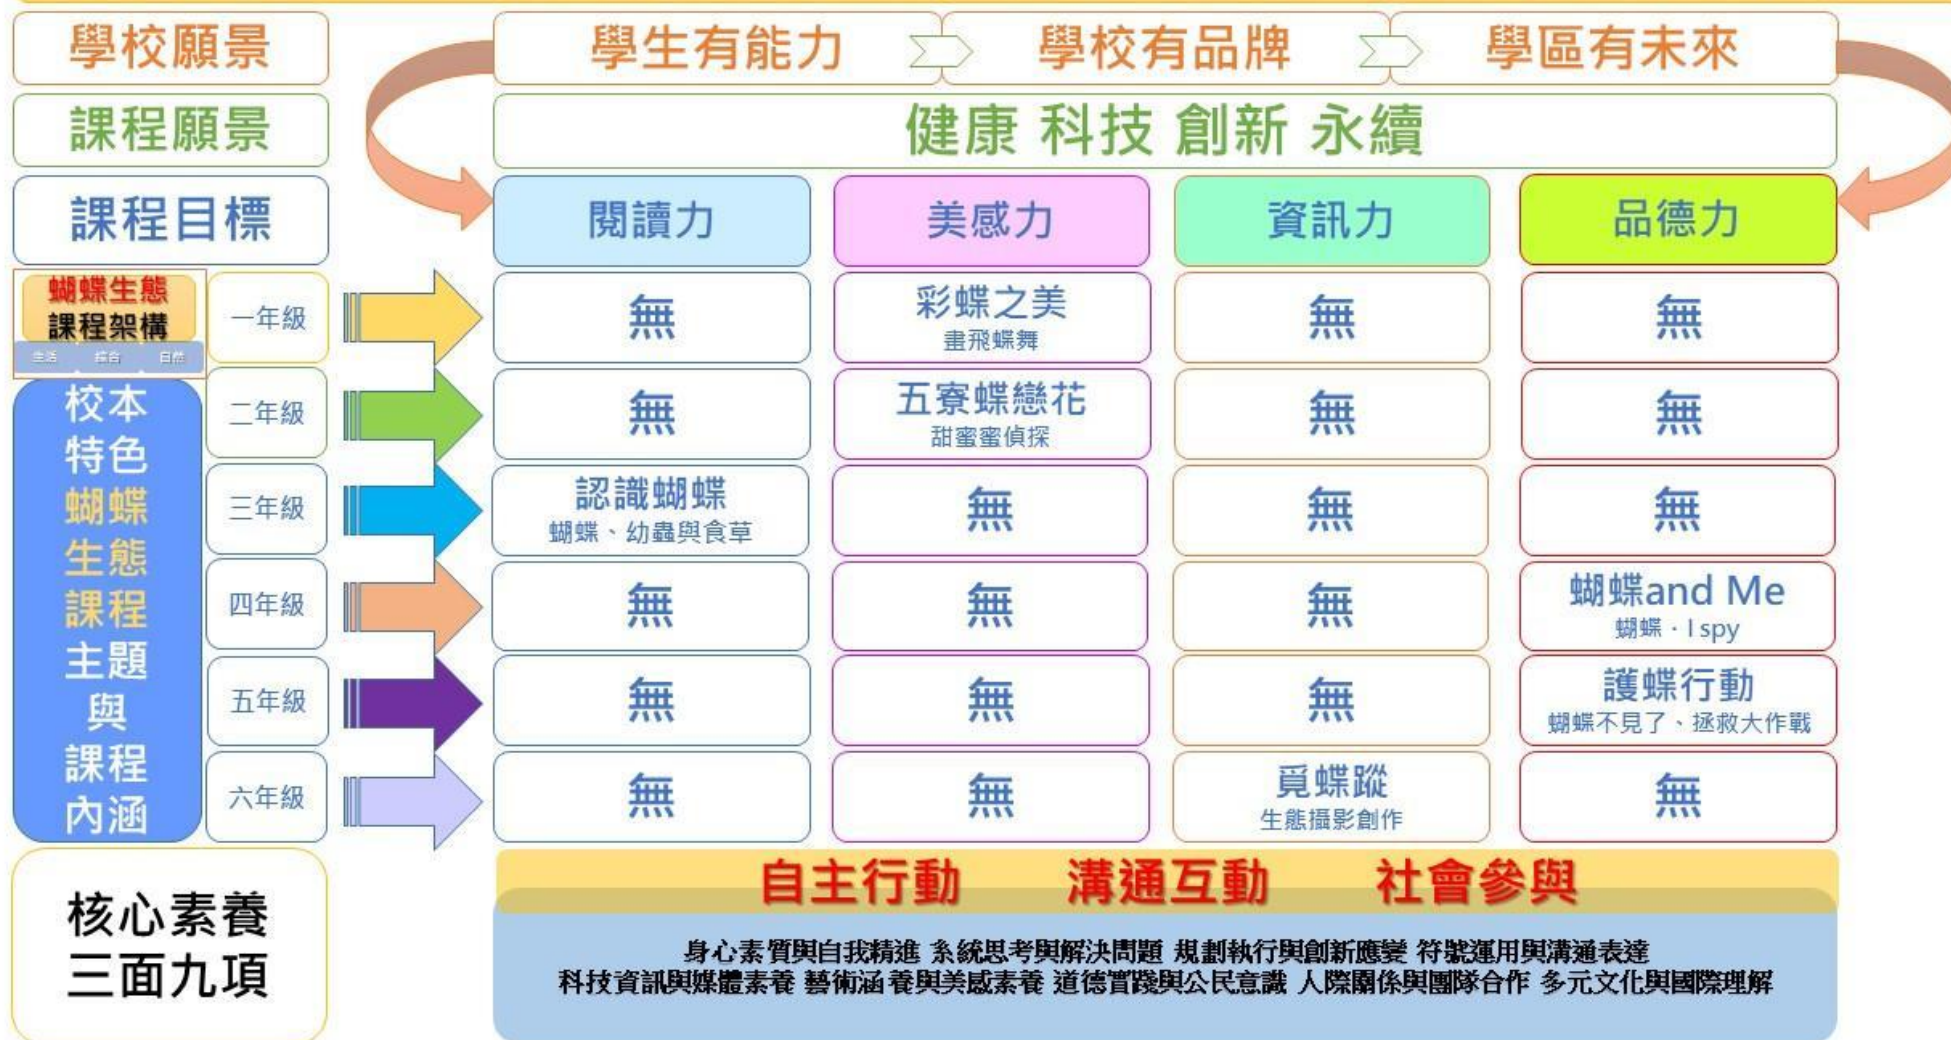 學校願景
學生有能力
學校有品牌
學區有未來
課程願景
健康 科技 創新 永續
課程目標
閱讀力
美感力
資訊力
品德力
蝴蝶生態
課程架構
生活 綜合 自然
校本
特色
蝴蝶
生態
課程
主題
與
課程
內涵
一年級
無
彩蝶之美
畫飛蝶舞
無
無
二年級
無
五寮蝶戀花
甜蜜蜜偵探
無
無
三年級
認識蝴蝶
蝴蝶、幼蟲與食草
無
無
無
四年級
無
無
無
蝴蝶and Me
蝴蝶．I spy
五年級
無
無
無
護蝶行動
蝴蝶不見了、拯救大作戰
六年級
無
無
覓蝶蹤
生態攝影創作
無
核心素養
三面九項
自主行動 溝通互動 社會參與
身心素質與自我精進 系統思考與解決問題 規劃執行與創新應變 符號運用與溝通表達
科技資訊與媒體素養 藝術涵養與美感素養 道德實踐與公民意識 人際關係與團隊合作 多元文化與國際理解